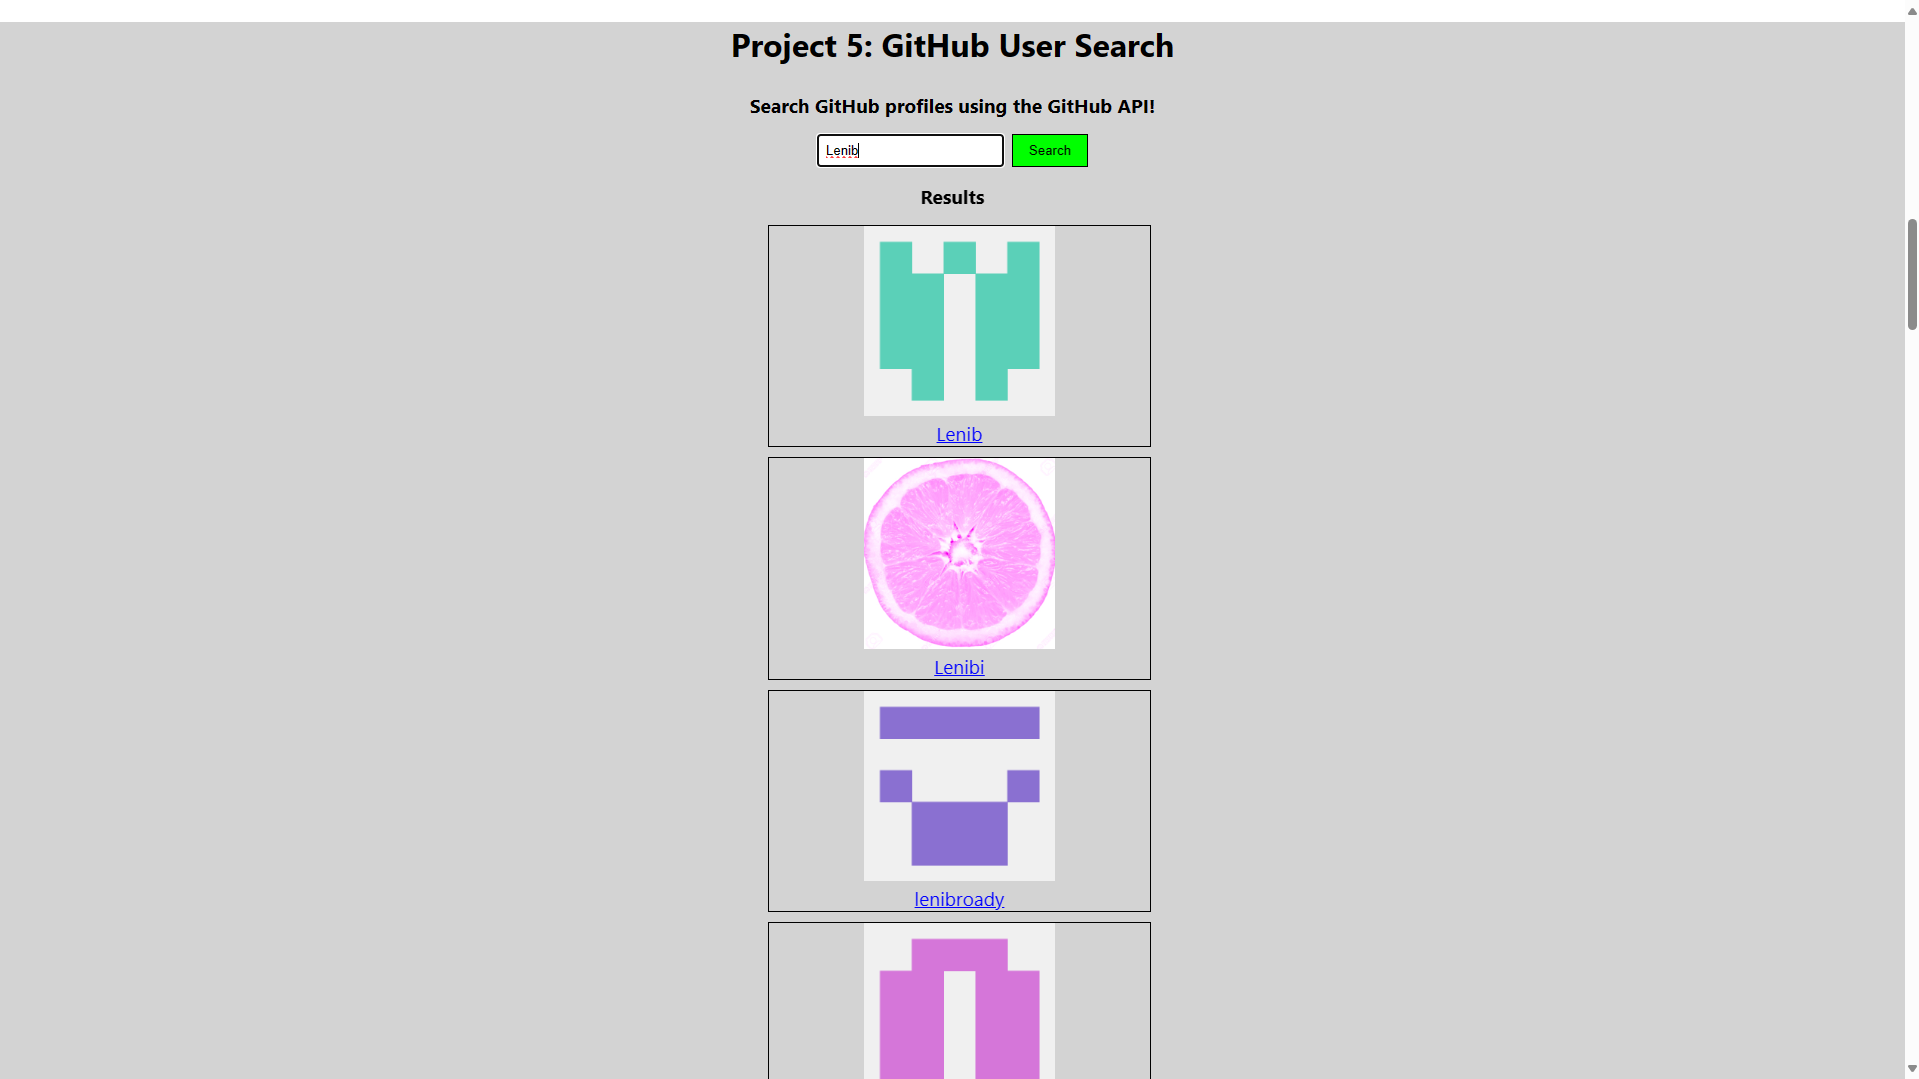 Project 5: GitHub User Search
Search GitHub profiles using the GitHub API!
Lenib Search
Results
Lenib
Lenibi
lenibroady